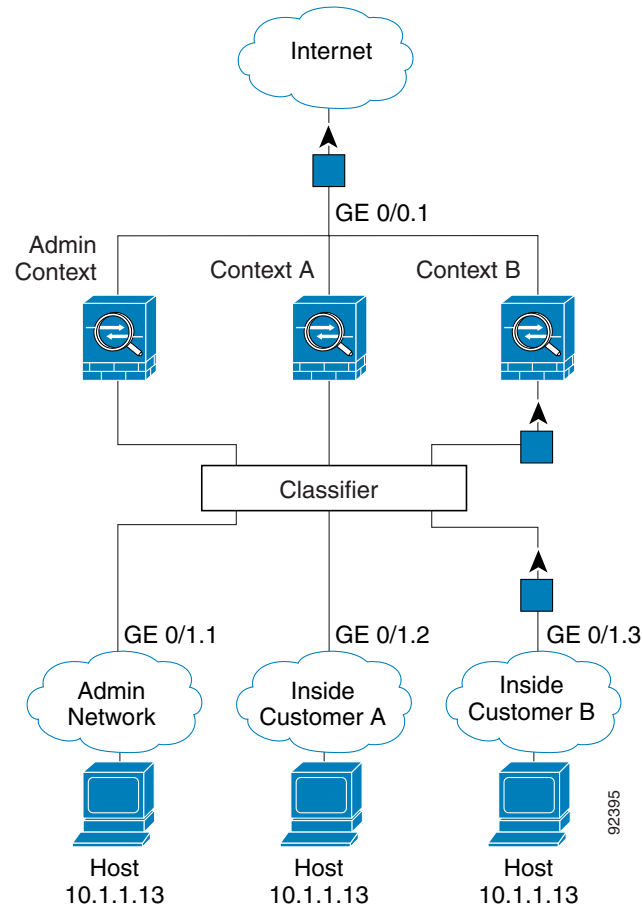 Internet
GE 0/0.1
Admin
Context
Context A
Context B
Classifier
GE 0/1.1
GE 0/1.2
GE 0/1.3
Admin
Network
Inside
Customer A
Inside
Customer B
Host
10.1.1.13
Host
10.1.1.13
Host
10.1.1.13
92395